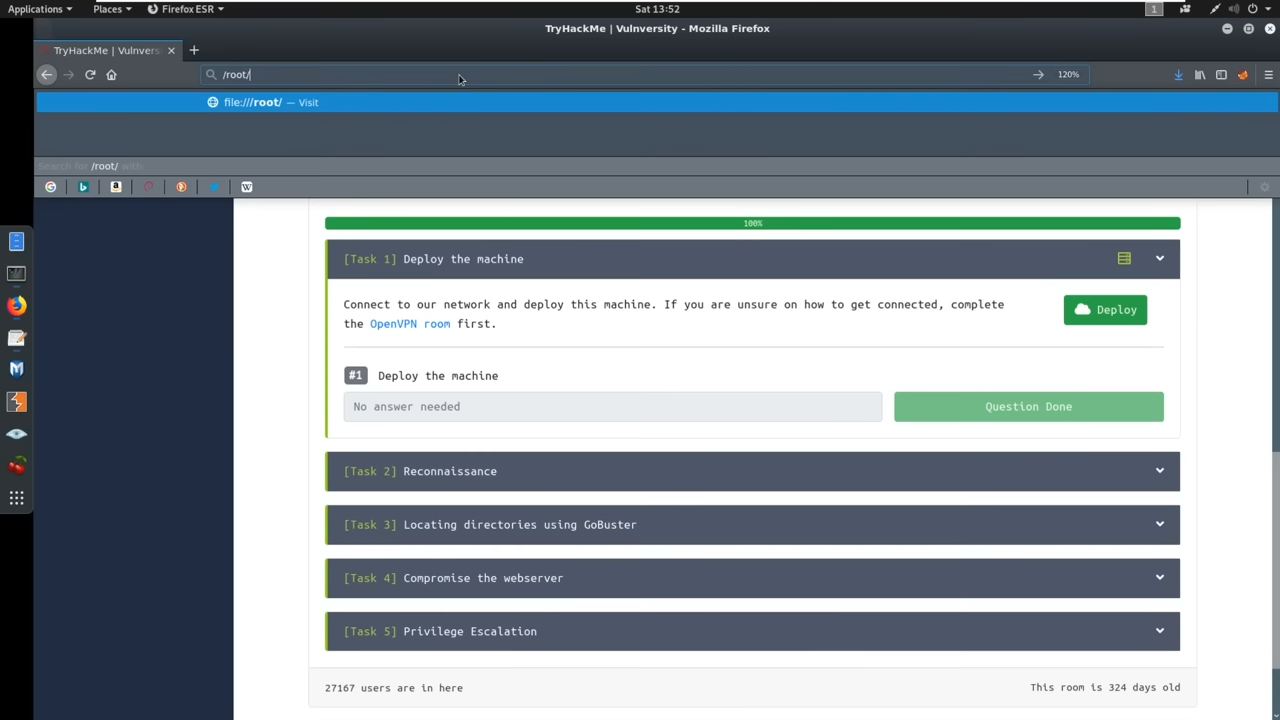 Applications Places Firefox ESR Sat 13:52 1
TryHackMe | Vulnversity - Mozilla Firefox
TryHackMe | Vulnvers
/root/ 120%
file:///root/ — Visit
Search for /root/ with:
100%
[Task 1] Deploy the machine
Connect to our network and deploy this machine. If you are unsure on how to get connected, complete
the OpenVPN room first.
Deploy
#1 Deploy the machine
No answer needed Question Done
[Task 2] Reconnaissance
[Task 3] Locating directories using GoBuster
[Task 4] Compromise the webserver
[Task 5] Privilege Escalation
27167 users are in here This room is 324 days old